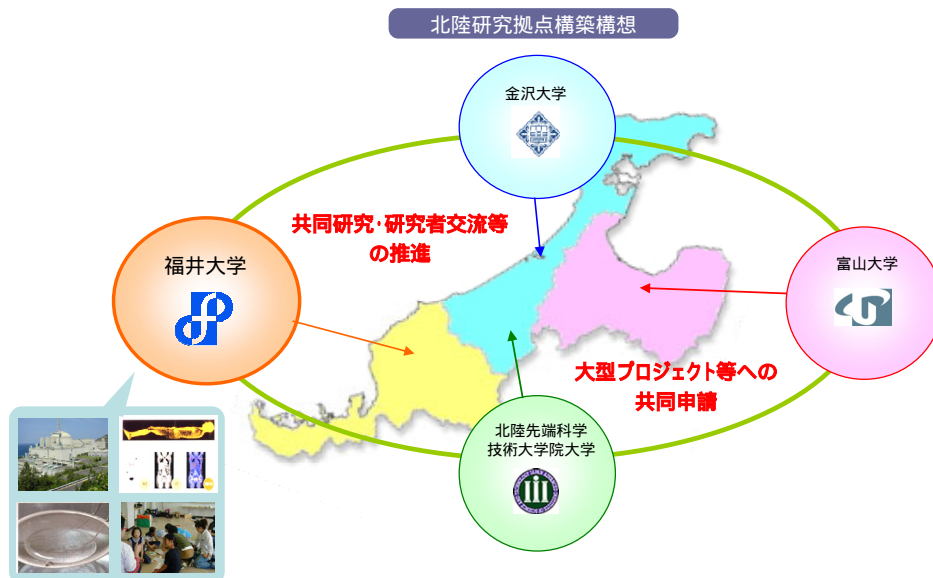 北陸研究拠点構築構想
金沢大学
共同研究・研究者交流等
の推進
福井大学
富山大学
大型プロジェクト等への
共同申請
北陸先端科学
技術大学院大学